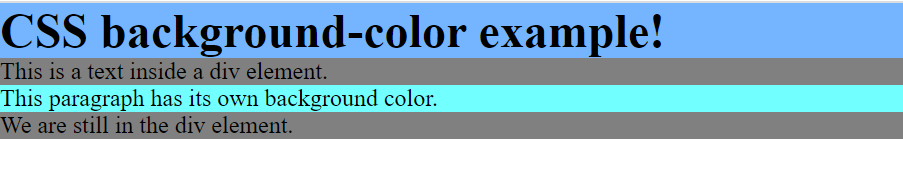 CSS background-color example!
This is a text inside a div element.
This paragraph has its own background color.
We are still in the div element.